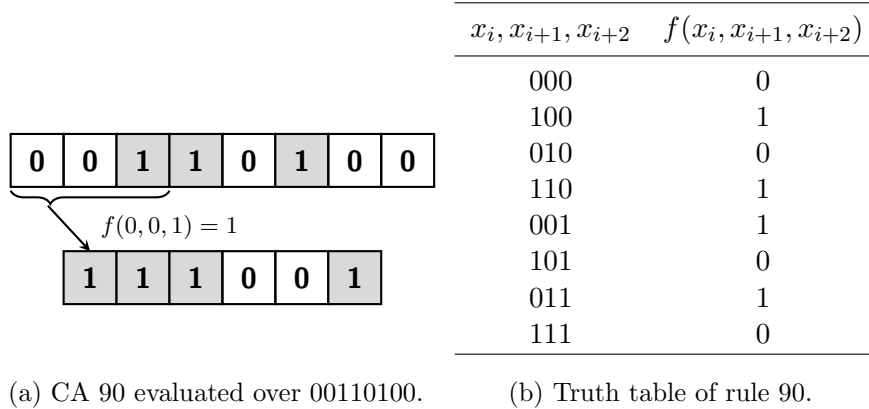 0 0 1 1 0 1 0 0
f(0, 0, 1) = 1
1 1 1 0 0 1
(a) CA 90 evaluated over 00110100.
x_i, x_{i+1}, x_{i+2} f(x_i, x_{i+1}, x_{i+2})
000 0
100 1
010 0
110 1
001 1
101 0
011 1
111 0
(b) Truth table of rule 90.